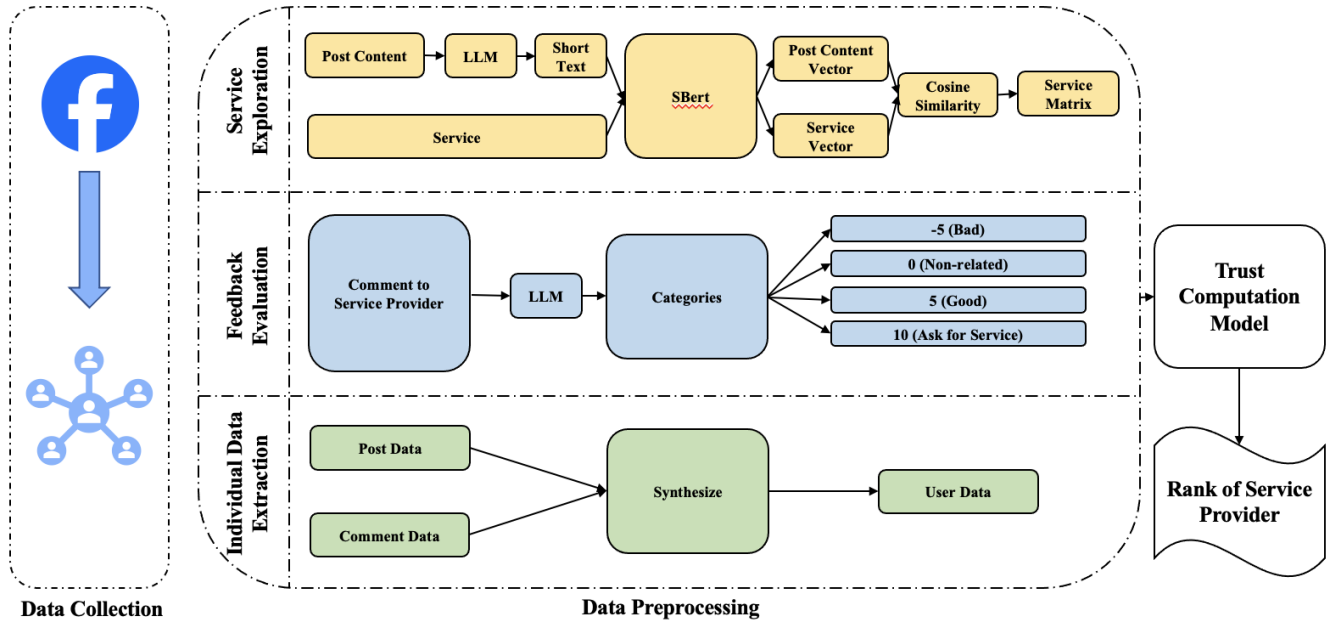 Service
Exploration
Post Content
LLM
Short
Text
Service
SBert
Post Content
Vector
Service
Vector
Cosine
Similarity
Service
Matrix
Feedback
Evaluation
Comment to
Service Provider
LLM
Categories
-5 (Bad)
0 (Non-related)
5 (Good)
10 (Ask for Service)
Individual Data
Extraction
Post Data
Comment Data
Synthesize
User Data
Trust
Computation
Model
Rank of Service
Provider
Data Collection
Data Preprocessing